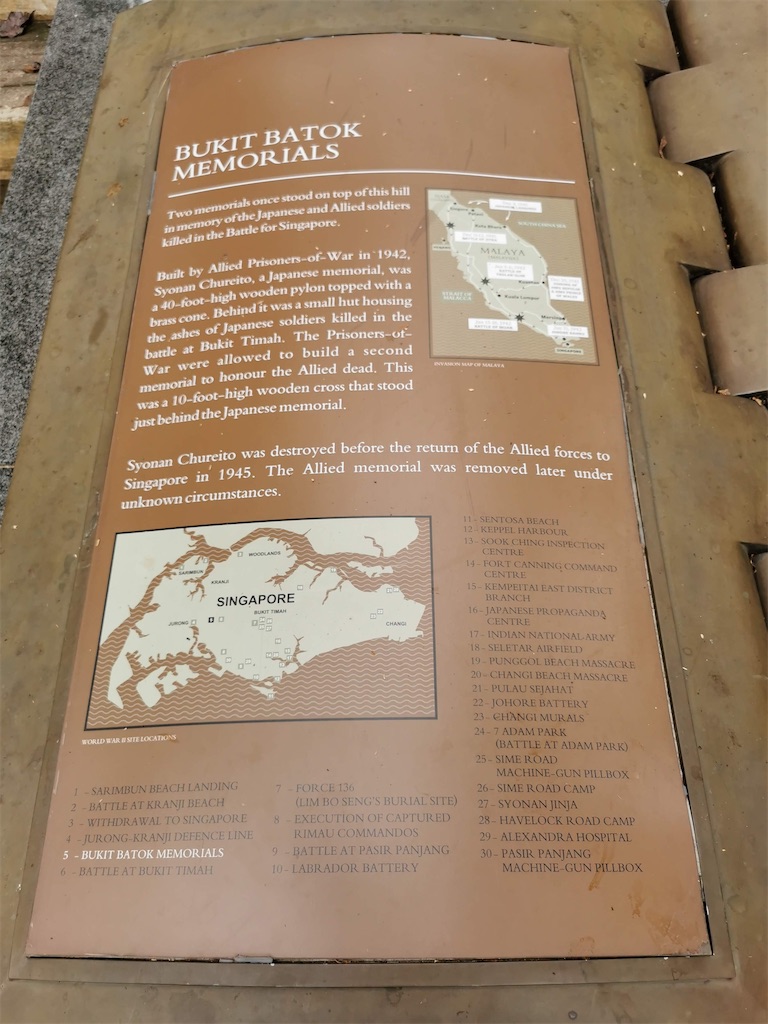 BUKIT BATOK
MEMORIALS
Two memorials once stood on top of this hill
in memory of the Japanese and Allied soldiers
killed in the Battle for Singapore.
Built by Allied Prisoners-of-War in 1942,
Syonan Chureito, a Japanese memorial, was
a 40-foot-high wooden pylon topped with a
brass cone. Behind it was a small hut housing
the ashes of Japanese soldiers killed in the
battle at Bukit Timah. The Prisoners-of-
War were allowed to build a second
memorial to honour the Allied dead. This
was a 10-foot-high wooden cross that stood
just behind the Japanese memorial.
MALAYA
Kuala Lumpur
SINGAPORE
INVASION MAP OF MALAYA
Syonan Chureito was destroyed before the return of the Allied forces to
Singapore in 1945. The Allied memorial was removed later under
unknown circumstances.
WOODLANDS
SARIMBUN
KRANJI
SINGAPORE
BUKIT TIMAH
JURONG
CHANGI
WORLD WAR II SITE LOCATIONS
1 - SARIMBUN BEACH LANDING
2 - BATTLE AT KRANJI BEACH
3 - WITHDRAWAL TO SINGAPORE
4 - JURONG-KRANJI DEFENCE LINE
5 - BUKIT BATOK MEMORIALS
6 - BATTLE AT BUKIT TIMAH
7 - FORCE 136
(LIM BO SENG'S BURIAL SITE)
8 - EXECUTION OF CAPTURED
RIMAU COMMANDOS
9 - BATTLE AT PASIR PANJANG
10 - LABRADOR BATTERY
11 - SENTOSA BEACH
12 - KEPPEL HARBOUR
13 - SOOK CHING INSPECTION
CENTRE
14 - FORT CANNING COMMAND
CENTRE
15 - KEMPEITAI EAST DISTRICT
BRANCH
16 - JAPANESE PROPAGANDA
CENTRE
17 - INDIAN NATIONAL ARMY
18 - SELETAR AIRFIELD
19 - PUNGGOL BEACH MASSACRE
20 - CHANGI BEACH MASSACRE
21 - PULAU SEJAHAT
22 - JOHORE BATTERY
23 - CHANGI MURALS
24 - 7 ADAM PARK
(BATTLE AT ADAM PARK)
25 - SIME ROAD
MACHINE-GUN PILLBOX
26 - SIME ROAD CAMP
27 - SYONAN JINJA
28 - HAVELOCK ROAD CAMP
29 - ALEXANDRA HOSPITAL
30 - PASIR PANJANG
MACHINE-GUN PILLBOX